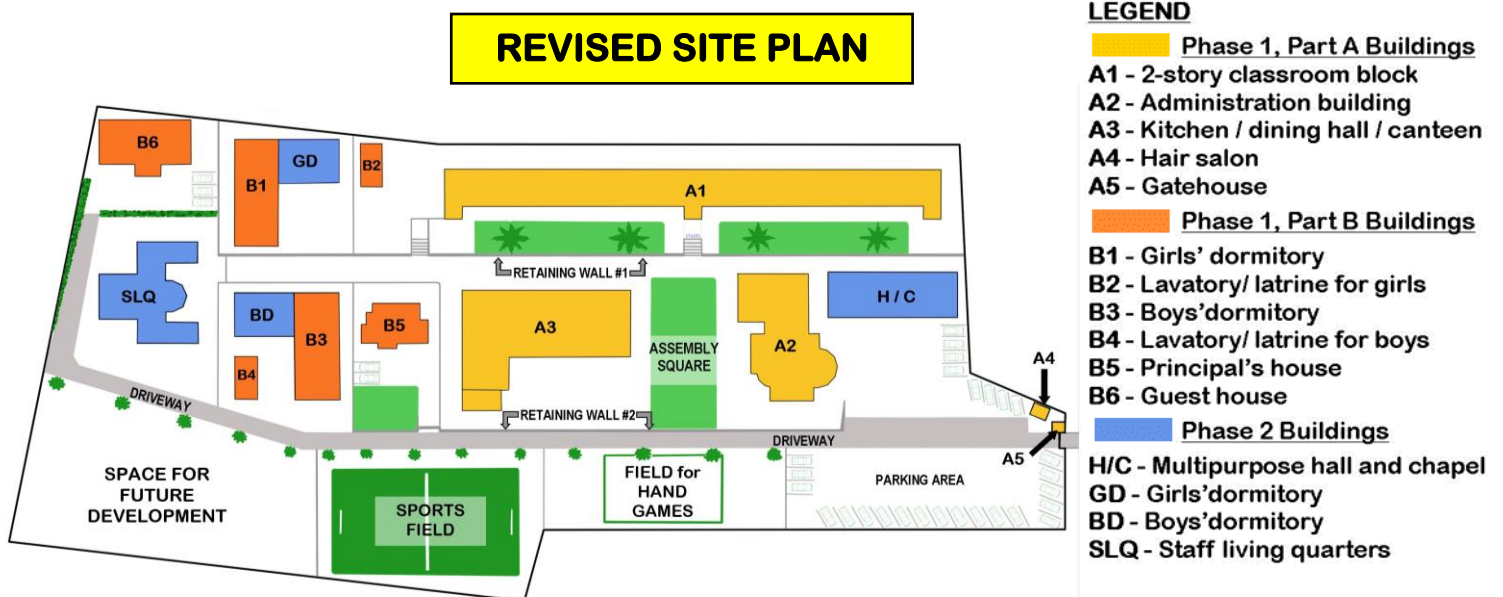 REVISED SITE PLAN
LEGEND
Phase 1, Part A Buildings
A1 - 2-story classroom block
A2 - Administration building
A3 - Kitchen / dining hall / canteen
A4 - Hair salon
A5 - Gatehouse
Phase 1, Part B Buildings
B1 - Girls' dormitory
B2 - Lavatory/ latrine for girls
B3 - Boys'dormitory
B4 - Lavatory/ latrine for boys
B5 - Principal's house
B6 - Guest house
Phase 2 Buildings
H/C - Multipurpose hall and chapel
GD - Girls'dormitory
BD - Boys'dormitory
SLQ - Staff living quarters
B6
GD
B1
B2
A1
RETAINING WALL #1
SLQ
BD
B3
B4
B5
A3
ASSEMBLY
SQUARE
A2
H / C
A4
A5
RETAINING WALL #2
DRIVEWAY
DRIVEWAY
SPACE FOR
FUTURE
DEVELOPMENT
SPORTS
FIELD
FIELD for
HAND
GAMES
PARKING AREA